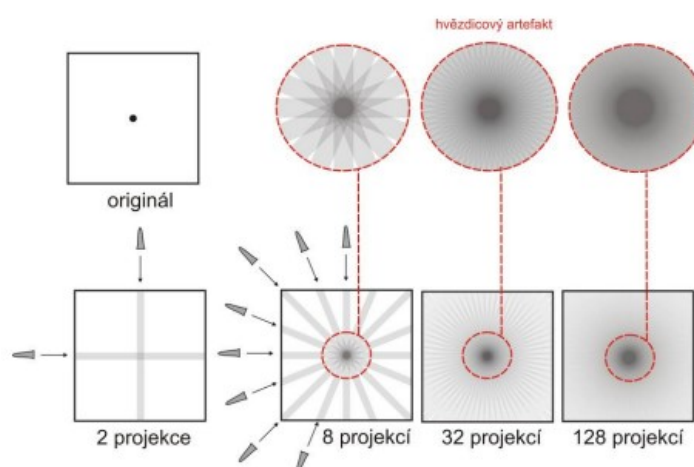 hvězdicový artefakt
originál
2 projekce
8 projekcí
32 projekcí
128 projekcí